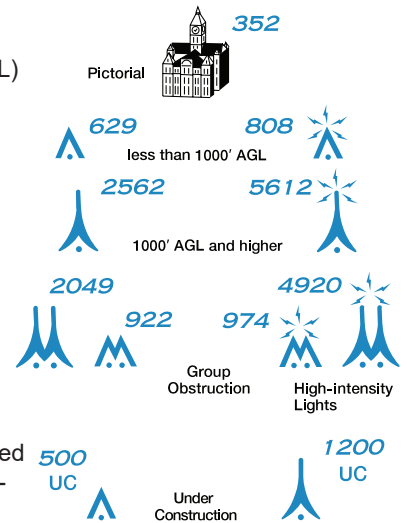 352
L)
Pictorial
629 808
less than 1000' AGL
2562 5612
1000' AGL and higher
2049 4920
922 974
Group
Obstruction
High-intensity
Lights
ed
500 1200
-
UC UC
Under
Construction